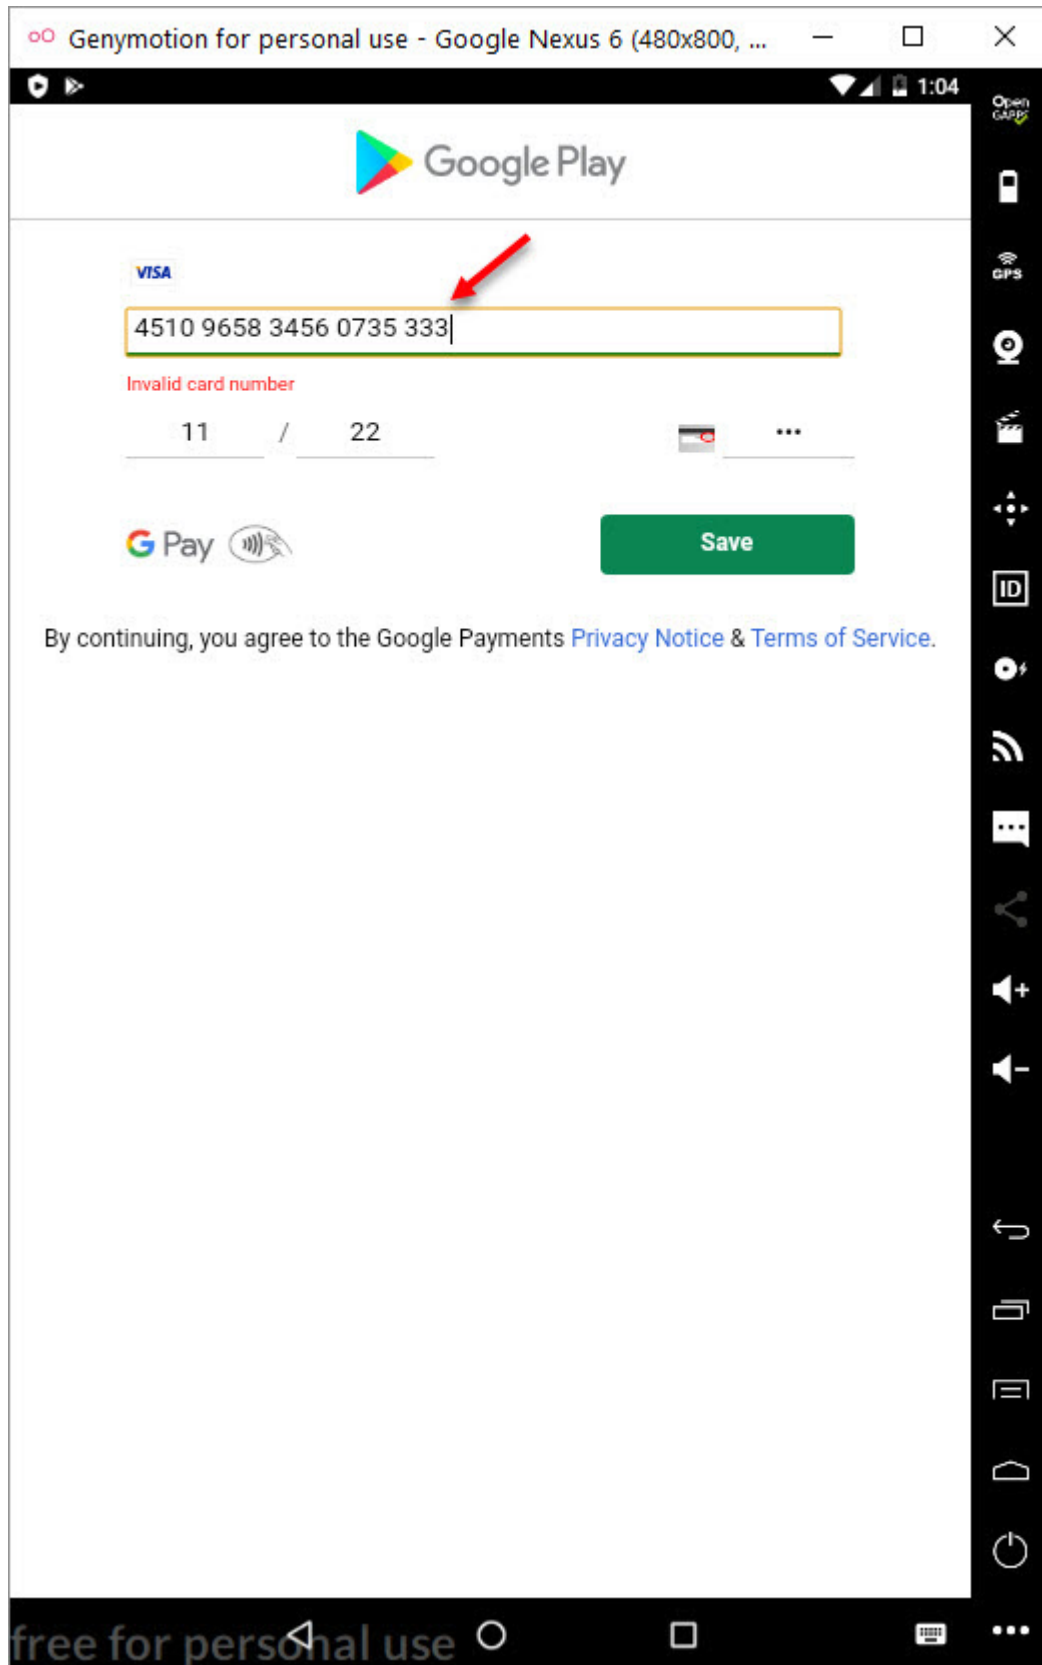 Genymotion for personal use - Google Nexus 6 (480x800, ...
1:04
Open
GAPPS
Google Play
VISA
GPS
4510 9658 3456 0735 333
Invalid card number
11 / 22 •••
G Pay
Save
ID
By continuing, you agree to the Google Payments Privacy Notice & Terms of Service.
free for personal use